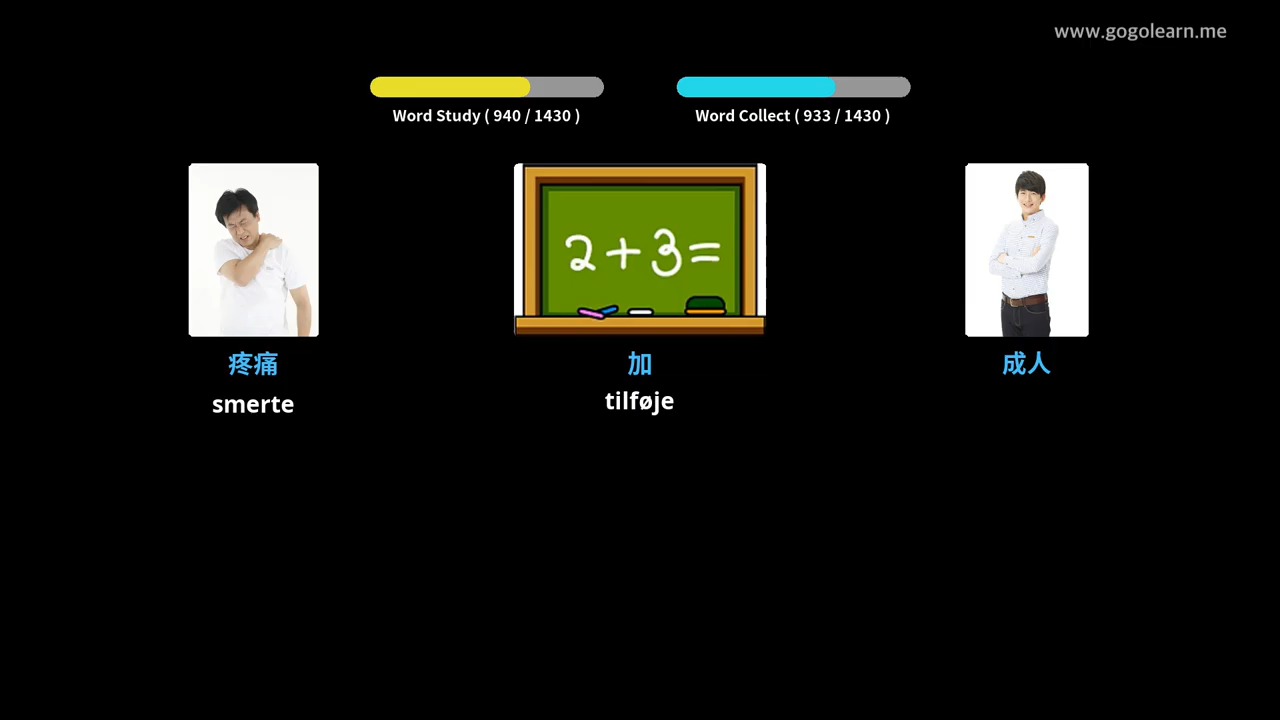 www.gogolearn.me
Word Study ( 940 / 1430 )
Word Collect ( 933 / 1430 )
2+3=
疼痛
加
成人
smerte
tilføje